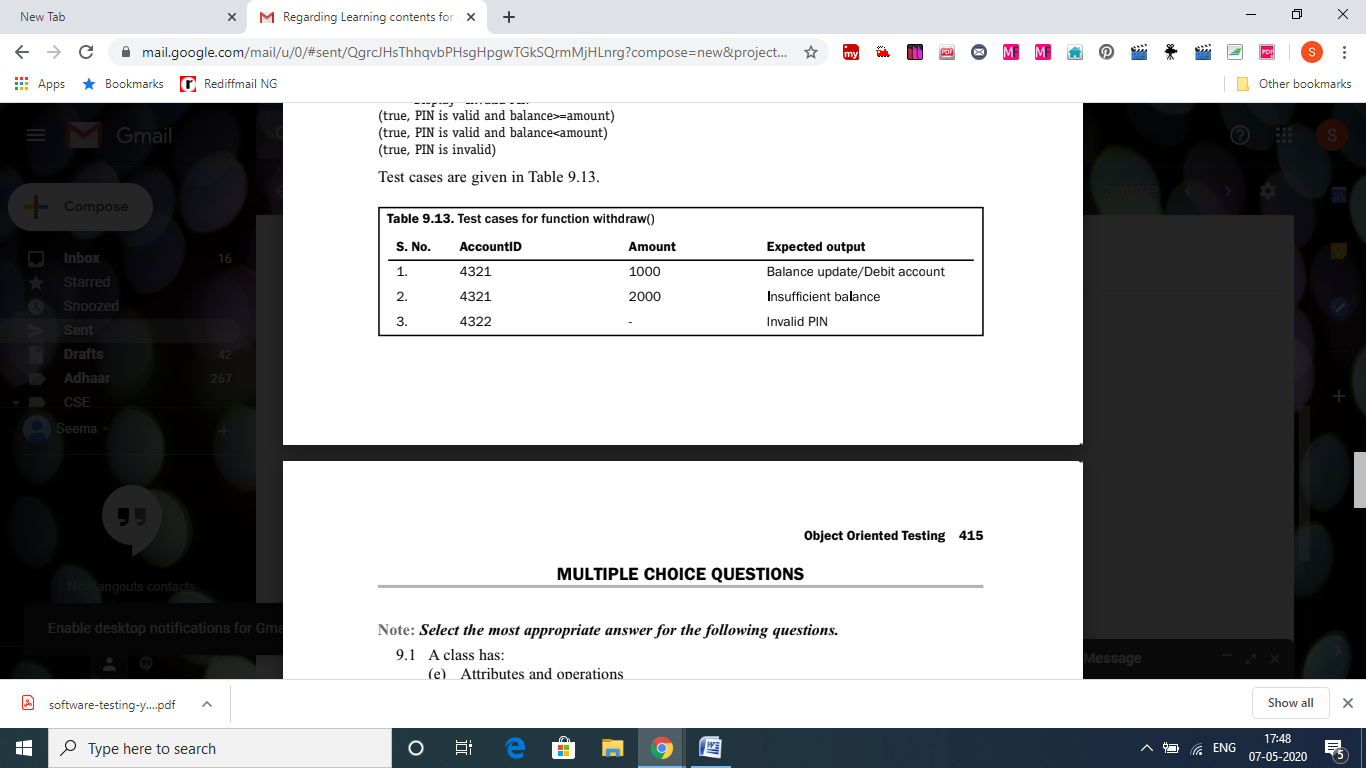 New Tab
Regarding Learning contents for
mail.google.com/mail/u/0/#sent/QgrcJHsThhqvbPHsgHpgwTGkSQrmMjHLnrg?compose=new&project...
Apps
Bookmarks
Rediffmail NG
Other bookmarks
Gmail
Compose
Inbox 16
Starred
Snoozed
Sent
Drafts 42
Adhaar 267
CSE
Seema
(true, PIN is valid and balance>=amount)
(true, PIN is valid and balance<amount)
(true, PIN is invalid)
Test cases are given in Table 9.13.
Table 9.13. Test cases for function withdraw()
S. No. AccountID Amount Expected output
1. 4321 1000 Balance update/Debit account
2. 4321 2000 Insufficient balance
3. 4322 - Invalid PIN
Object Oriented Testing 415
MULTIPLE CHOICE QUESTIONS
Note: Select the most appropriate answer for the following questions.
9.1 A class has:
(e) Attributes and operations
No Hangouts contacts
Enable desktop notifications for Gma
Message
software-testing-y....pdf
Show all
Type here to search
ENG
17:48
07-05-2020
5